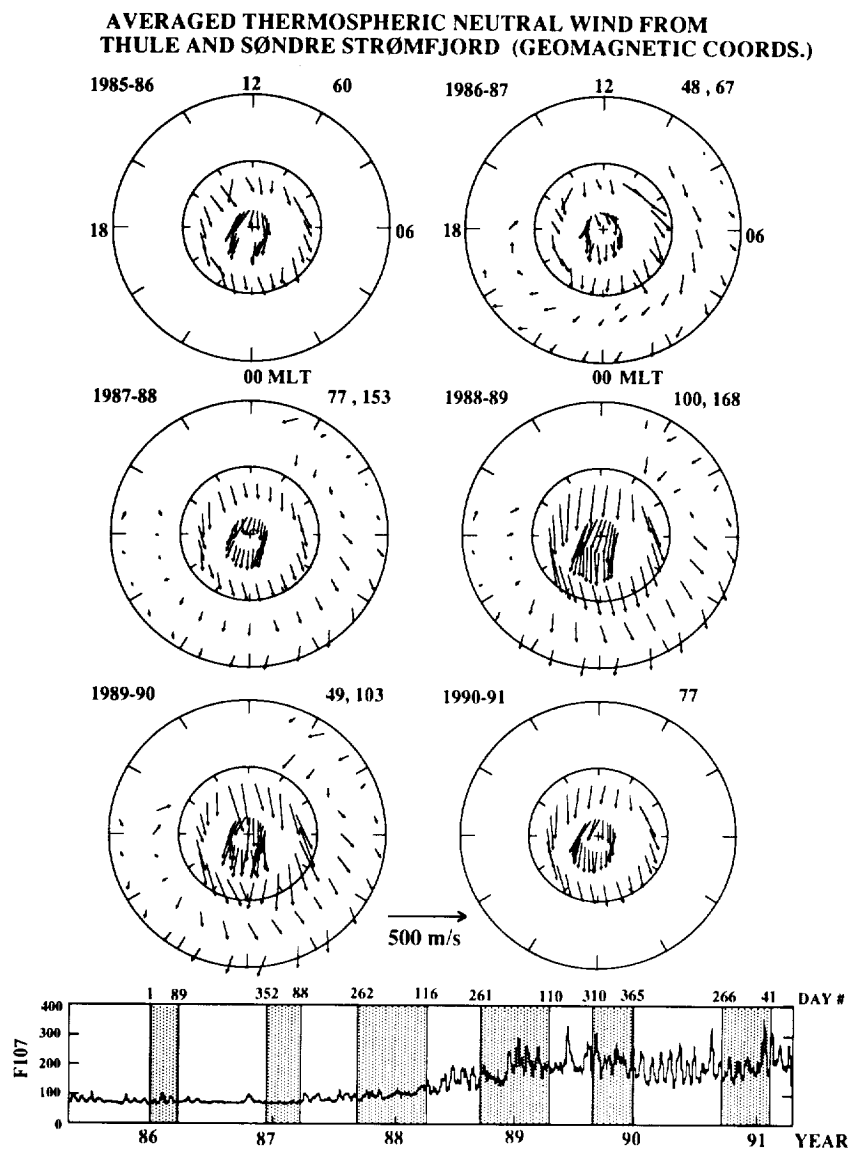 AVERAGED THERMOSPHERIC NEUTRAL WIND FROM
THULE AND SØNDRE STRØMFJORD (GEOMAGNETIC COORDS.)
1985-86 12 60
1986-87 12 48 , 67
18 06
18 06
00 MLT
00 MLT
1987-88 77 , 153
1988-89 100, 168
1989-90 49, 103
1990-91 77
500 m/s
1 89 352 88 262 116 261 110 310 365 266 41 DAY #
400
300
200
100
0
F107
86 87 88 89 90 91 YEAR